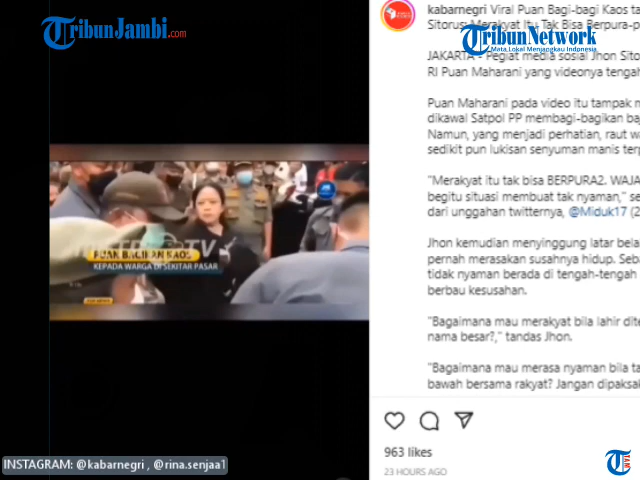 TribunJambi.com
TribunNetwork
Mata Lokal Menjangkau Indonesia
kabarnegri Viral Puan Bagi-bagi Kaos
Sitorus: Merakyat Itu Tak Bisa Berpura-p
JAKARTA - Pegiat media sosial Jhon Sito
RI Puan Maharani yang videonya tengah
Puan Maharani pada video itu tampak m
dikawal Satpol PP membagi-bagikan ba
Namun, yang menjadi perhatian, raut w
sedikit pun lukisan senyuman manis ter
"Merakyat itu tak bisa BERPURA2. WAJA
begitu situasi membuat tak nyaman," se
dari unggahan twitternya, @Miduk17 (2
Jhon kemudian menyinggung latar bela
pernah merasakan susahnya hidup. Seb
tidak nyaman berada di tengah-tengah
berbau kesusahan.
"Bagaimana mau merakyat bila lahir dite
nama besar?," tandas Jhon.
"Bagaimana mau merasa nyaman bila ta
bawah bersama rakyat? Jangan dipaksa
963 likes
23 HOURS AGO
PUAN BAGIKAN KAOS
KEPADA WARGA DI SEKITAR PASAR
INSTAGRAM: @kabarnegri , @rina.senjaa1